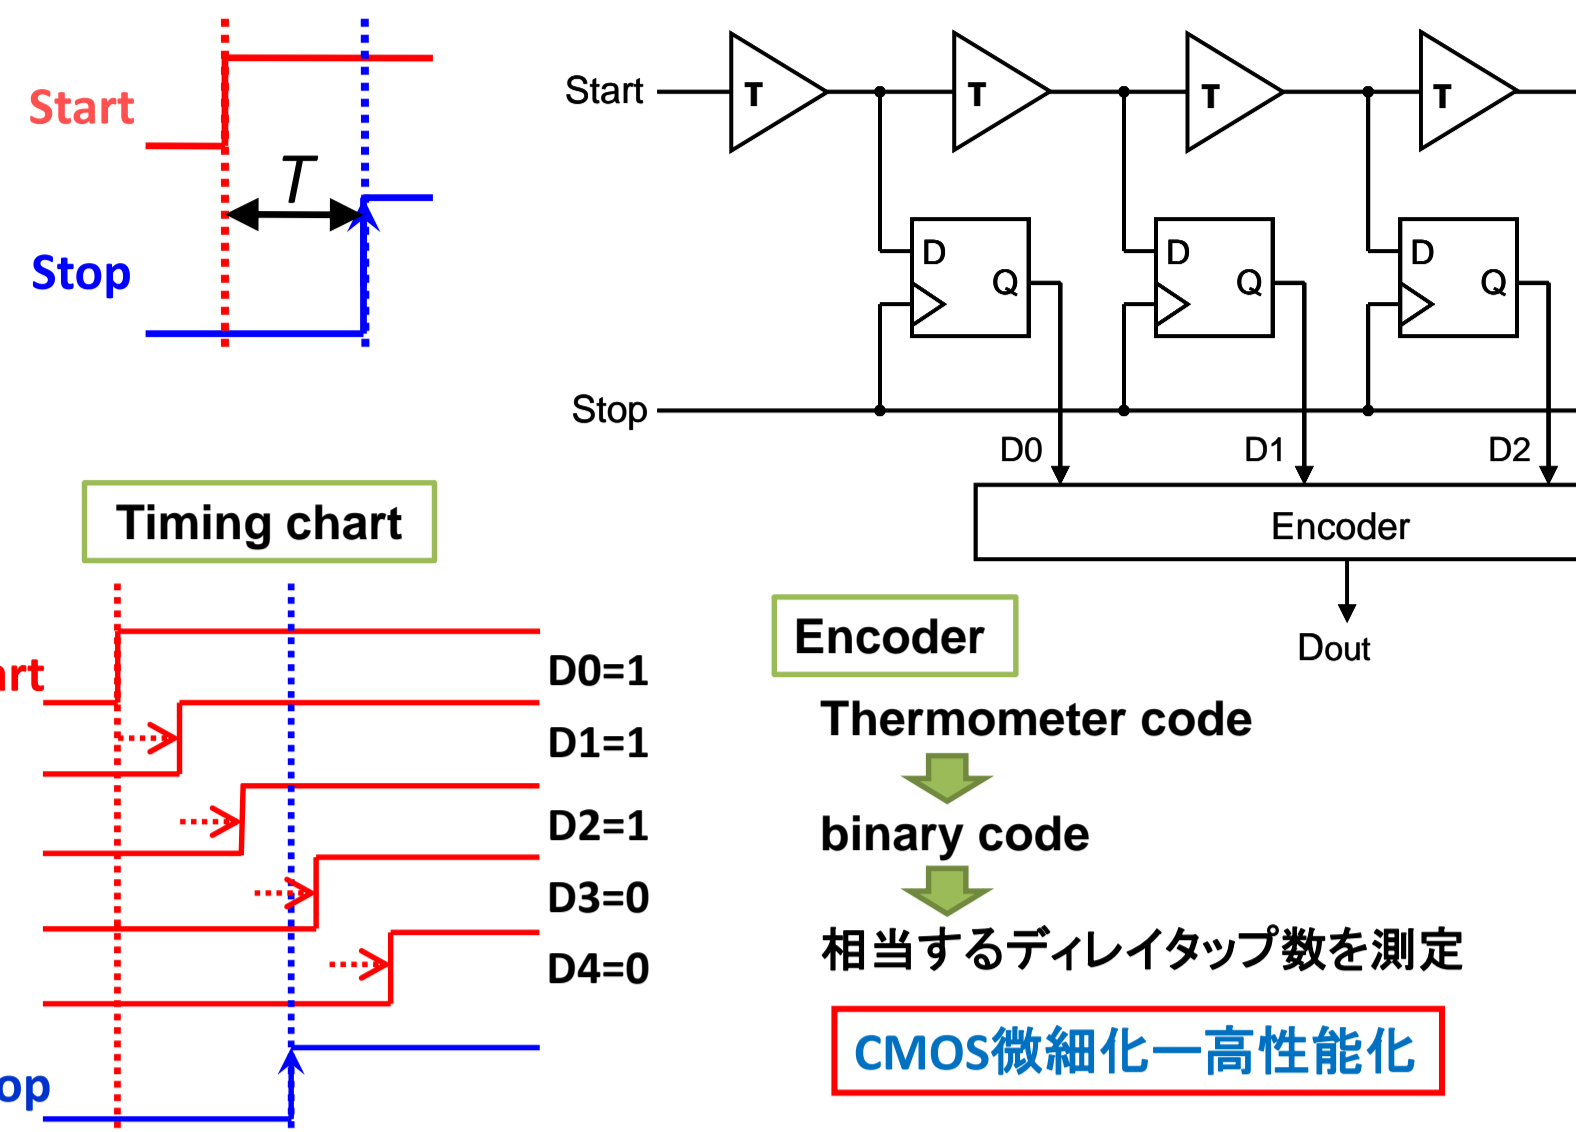 Start
T
Stop
Start
T
T
T
T
D
Q
D
Q
D
Q
Stop
D0
D1
D2
Encoder
Dout
Timing chart
art
D0=1
D1=1
D2=1
D3=0
D4=0
op
Encoder
Thermometer code
binary code
相当するディレイタップ数を測定
CMOS微細化―高性能化